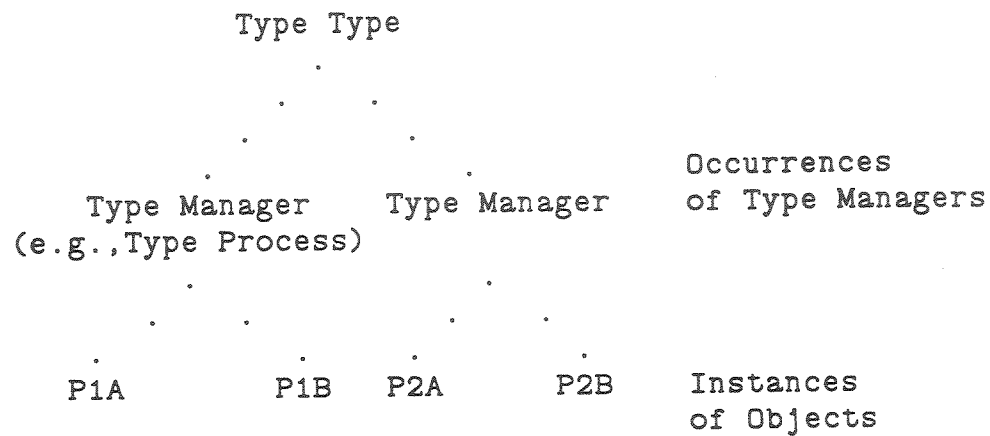 Type Type
Occurrences
Type Manager Type Manager of Type Managers
(e.g.,Type Process)
P1A P1B P2A P2B Instances
of Objects